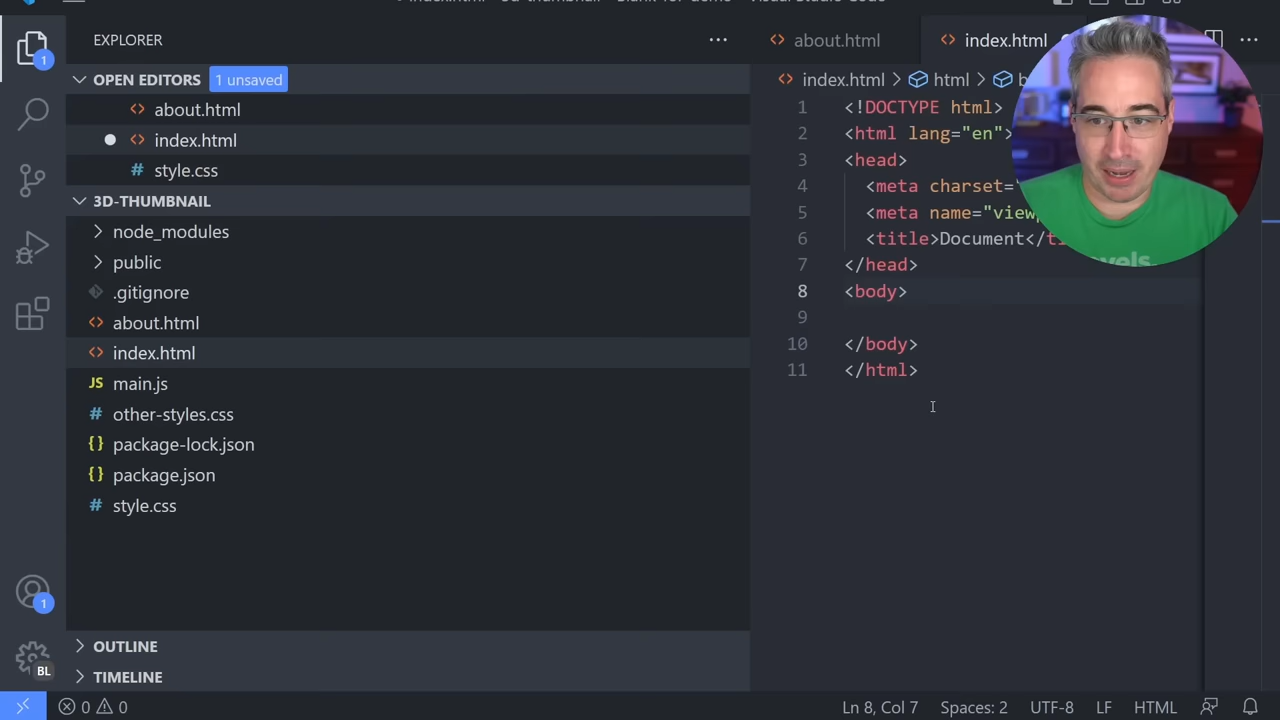 EXPLORER
OPEN EDITORS
1 unsaved
about.html
index.html
style.css
3D-THUMBNAIL
node_modules
public
.gitignore
about.html
index.html
main.js
other-styles.css
package-lock.json
package.json
style.css
OUTLINE
TIMELINE
1
1
BL
about.html
index.html
index.html > html >
1 <!DOCTYPE html>
2 <html lang="en">
3 <head>
4 <meta charset="
5 <meta name="view
6 <title>Document</ti
7 </head>
8 <body>
9
10 </body>
11 </html>
0 0
Ln 8, Col 7
Spaces: 2
UTF-8
LF
HTML